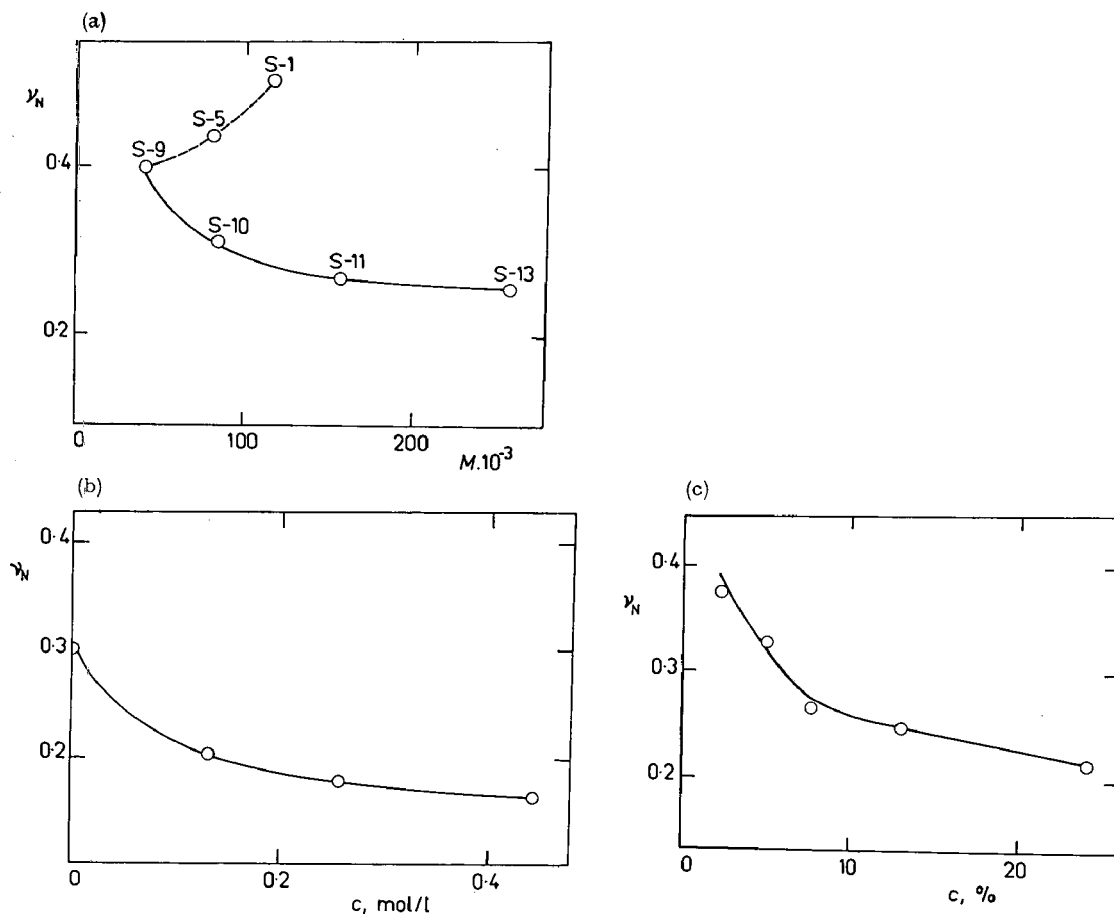 (a)
ν_N
0·4
0·2
S-1
S-5
S-9
S-10
S-11
S-13
0 100 200
M.10⁻³
(b)
ν_N
0·4
0·3
0·2
0 0·2 0·4
c, mol/l
(c)
ν_N
0·4
0·3
0·2
0 10 20
c, %